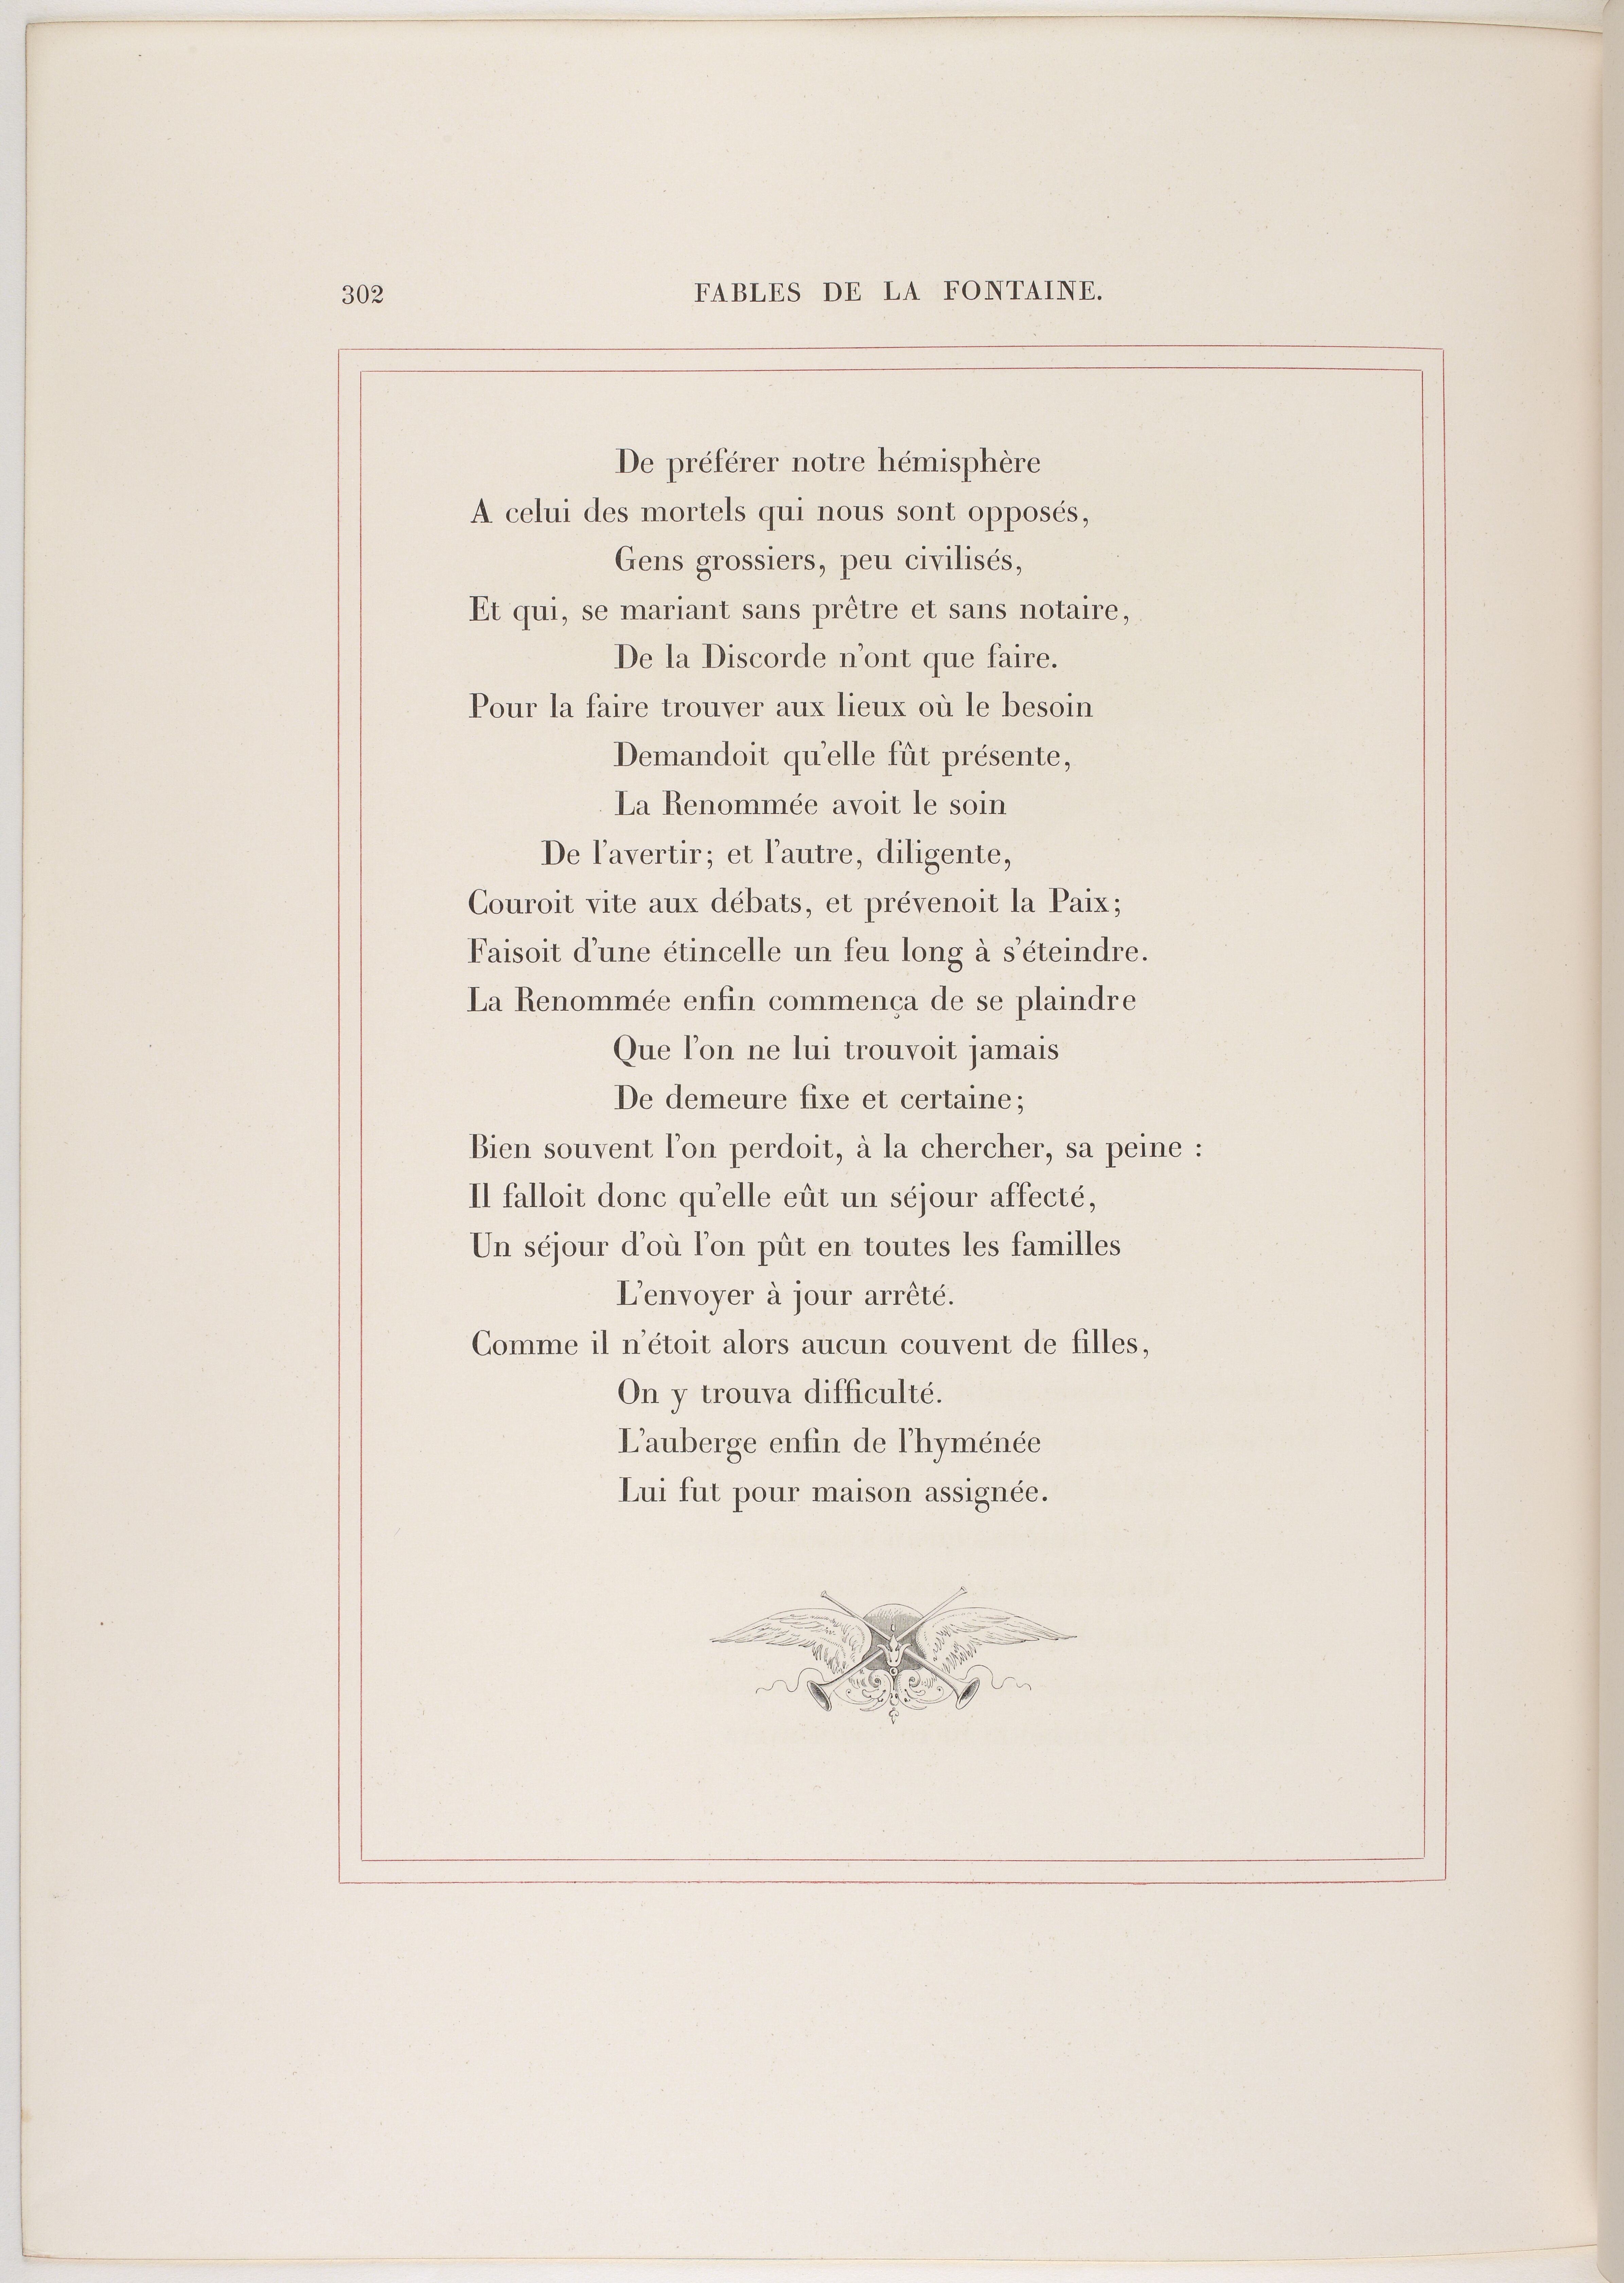 302
FABLES DE LA FONTAINE.
De préférer notre hémisphère
A celui des mortels qui nous sont opposés,
Gens grossiers, peu civilisés,
Et qui, se mariant sans prêtre et sans notaire,
De la Discorde n'ont que faire.
Pour la faire trouver aux lieux où le besoin
Demandoit qu'elle fût présente,
La Renommée avoit le soin
De l'avertir; et l'autre, diligente,
Couroit vite aux débats, et prévenoit la Paix;
Faisoit d'une étincelle un feu long à s'éteindre.
La Renommée enfin commença de se plaindre
Que l'on ne lui trouvoit jamais
De demeure fixe et certaine;
Bien souvent l'on perdoit, à la chercher, sa peine :
Il falloit donc qu'elle eût un séjour affecté,
Un séjour d'où l'on pût en toutes les familles
L'envoyer à jour arrêté.
Comme il n'étoit alors aucun couvent de filles,
On y trouva difficulté.
L'auberge enfin de l'hyménée
Lui fut pour maison assignée.